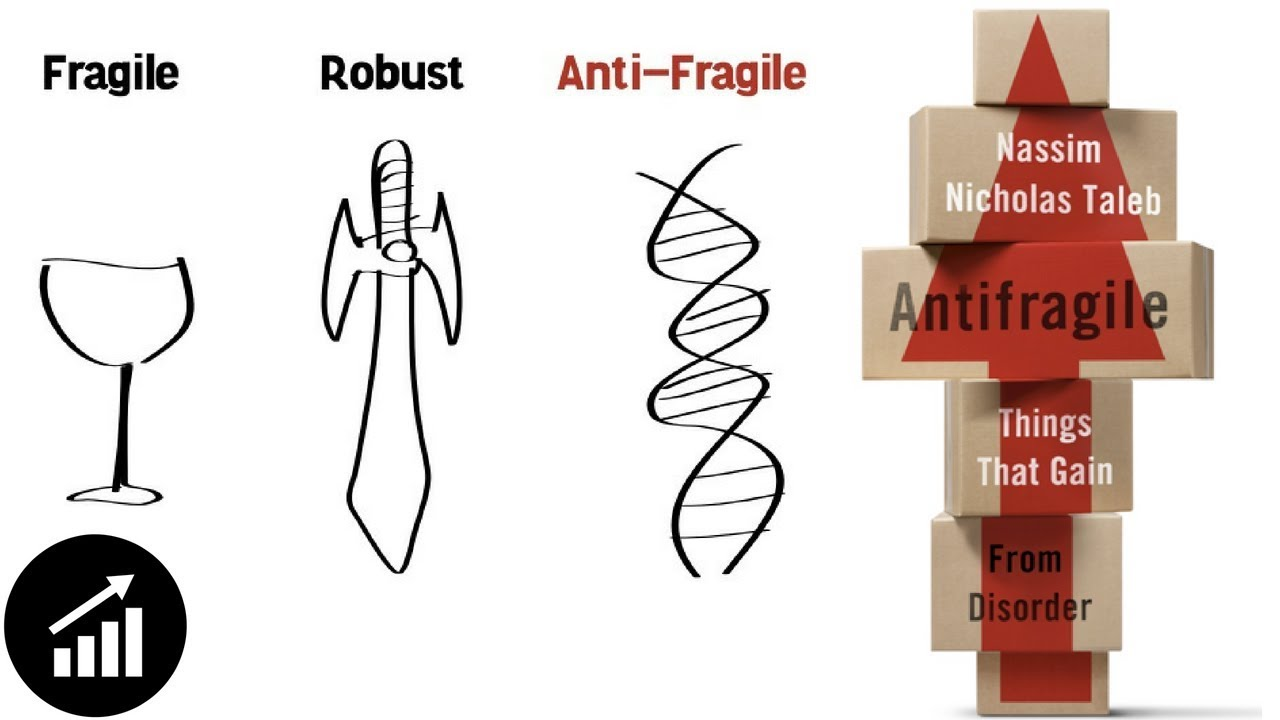 Fragile
Robust
Anti-Fragile
Nassim
Nicholas Taleb
Antifragile
Things
That Gain
From
Disorder